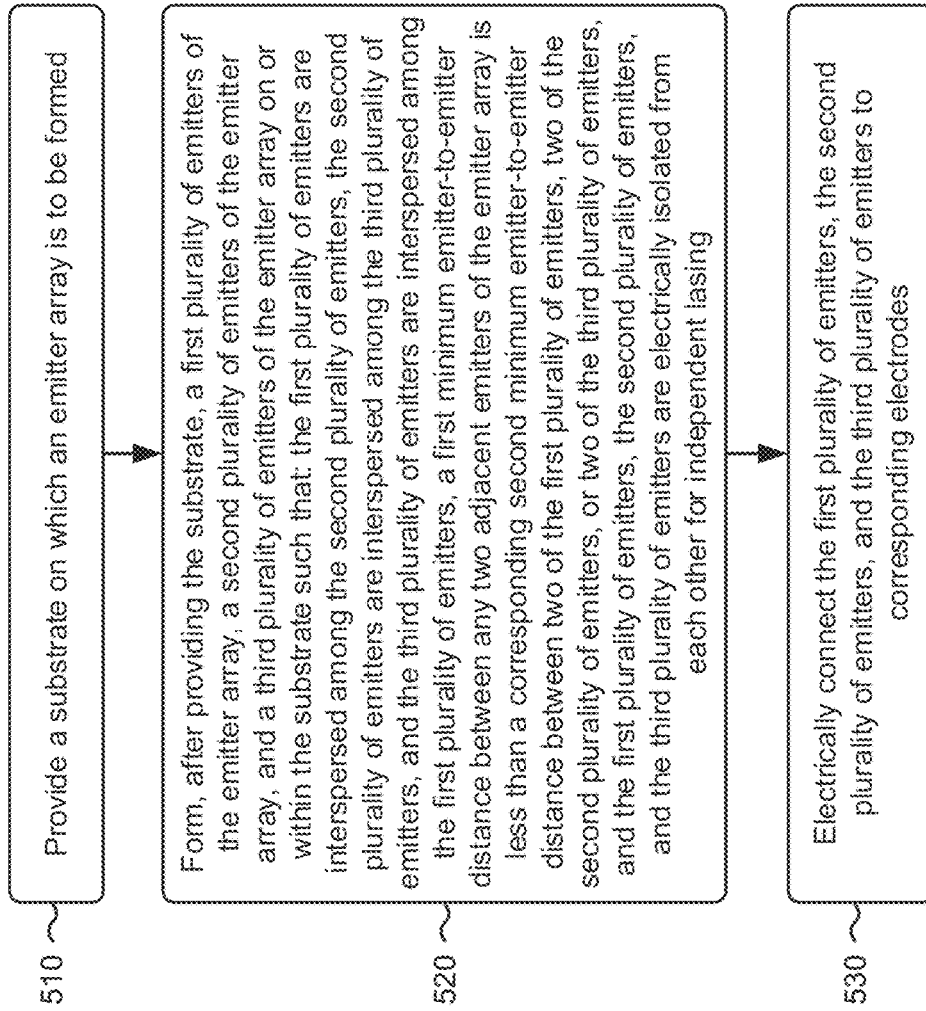 510
Provide a substrate on which an emitter array is to be formed
520
Form, after providing the substrate, a first plurality of emitters of
the emitter array, a second plurality of emitters of the emitter
array, and a third plurality of emitters of the emitter array on or
within the substrate such that: the first plurality of emitters are
interspersed among the second plurality of emitters, the second
plurality of emitters are interspersed among the third plurality of
emitters, and the third plurality of emitters are interspersed among
the first plurality of emitters, a first minimum emitter-to-emitter
distance between any two adjacent emitters of the emitter array is
less than a corresponding second minimum emitter-to-emitter
distance between two of the first plurality of emitters, two of the
second plurality of emitters, or two of the third plurality of emitters,
and the first plurality of emitters, the second plurality of emitters,
and the third plurality of emitters are electrically isolated from
each other for independent lasing
530
Electrically connect the first plurality of emitters, the second
plurality of emitters, and the third plurality of emitters to
corresponding electrodes